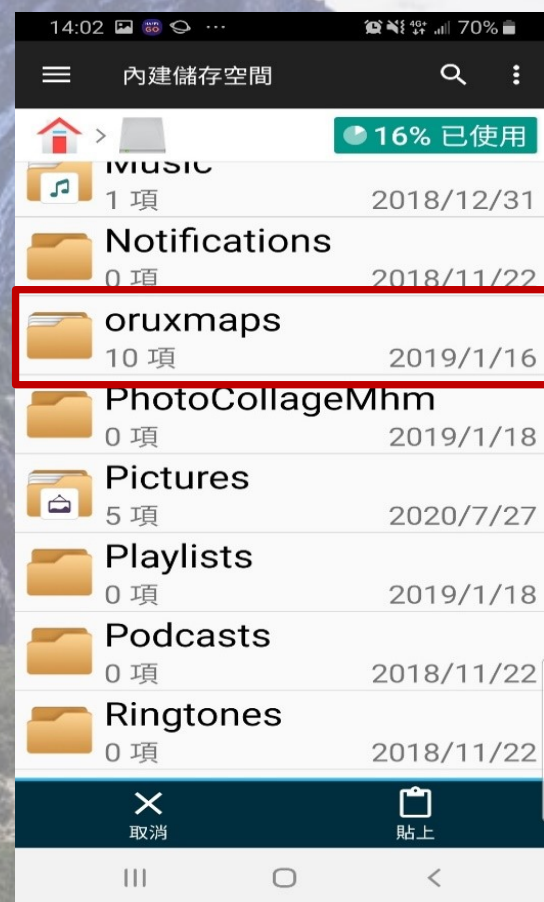 14:02 HAPPY GO ... 4G+ 70%
內建儲存空間
> 16% 已使用
Music
1 項 2018/12/31
Notifications
0 項 2018/11/22
oruxmaps
10 項 2019/1/16
PhotoCollageMhm
0 項 2019/1/18
Pictures
5 項 2020/7/27
Playlists
0 項 2019/1/18
Podcasts
0 項 2018/11/22
Ringtones
0 項 2018/11/22
取消 貼上